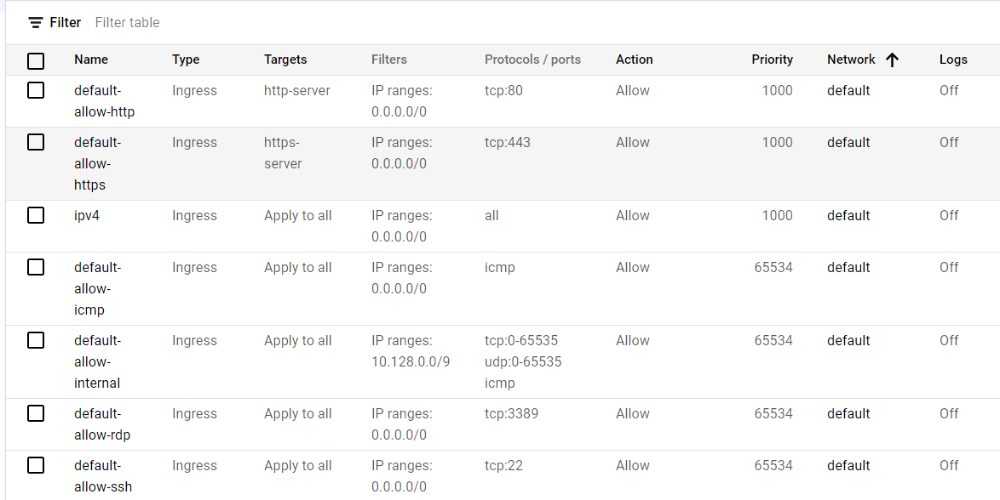 Filter Filter table
Name Type Targets Filters Protocols / ports Action Priority Network Logs
default- Ingress http-server IP ranges: tcp:80 Allow 1000 default Off
allow-http 0.0.0.0/0
default- Ingress https- IP ranges: tcp:443 Allow 1000 default Off
allow- server 0.0.0.0/0
https
ipv4 Ingress Apply to all IP ranges: all Allow 1000 default Off
0.0.0.0/0
default- Ingress Apply to all IP ranges: icmp Allow 65534 default Off
allow- 0.0.0.0/0
icmp
default- Ingress Apply to all IP ranges: tcp:0-65535 Allow 65534 default Off
allow- 10.128.0.0/9 udp:0-65535
internal icmp
default- Ingress Apply to all IP ranges: tcp:3389 Allow 65534 default Off
allow-rdp 0.0.0.0/0
default- Ingress Apply to all IP ranges: tcp:22 Allow 65534 default Off
allow-ssh 0.0.0.0/0